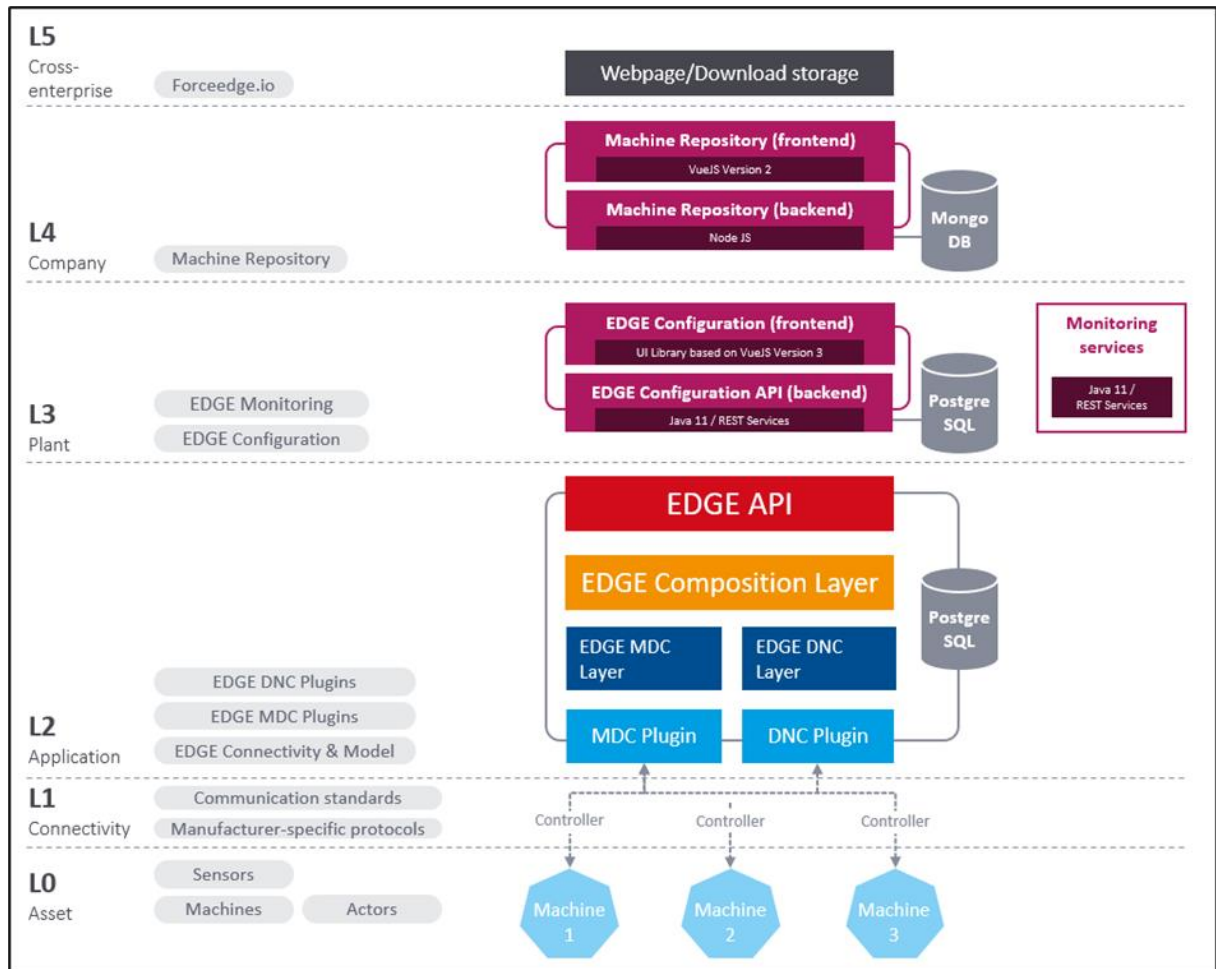 L5
Cross-
enterprise
Forceedge.io
Webpage/Download storage
Machine Repository (frontend)
VueJS Version 2
Machine Repository (backend)
Node JS
Mongo
DB
L4
Company
Machine Repository
EDGE Configuration (frontend)
UI Library based on VueJS Version 3
EDGE Configuration API (backend)
Java 11 / REST Services
Postgre
SQL
Monitoring
services
Java 11 /
REST Services
L3
Plant
EDGE Monitoring
EDGE Configuration
EDGE API
EDGE Composition Layer
EDGE MDC
Layer
EDGE DNC
Layer
MDC Plugin
DNC Plugin
Postgre
SQL
L2
Application
EDGE DNC Plugins
EDGE MDC Plugins
EDGE Connectivity & Model
L1
Connectivity
Communication standards
Manufacturer-specific protocols
Controller
Controller
Controller
L0
Asset
Sensors
Machines
Actors
Machine
1
Machine
2
Machine
3